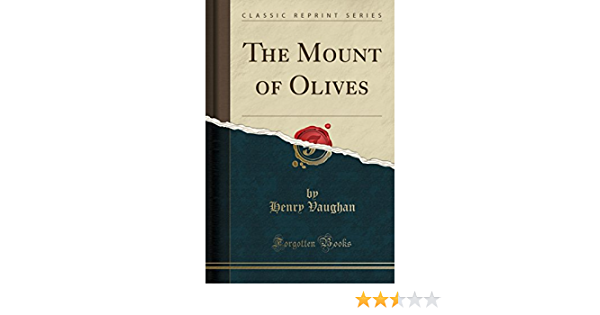 CLASSIC REPRINT SERIES
THE MOUNT
OF OLIVES
by
Henry Vaughan
Forgotten Books